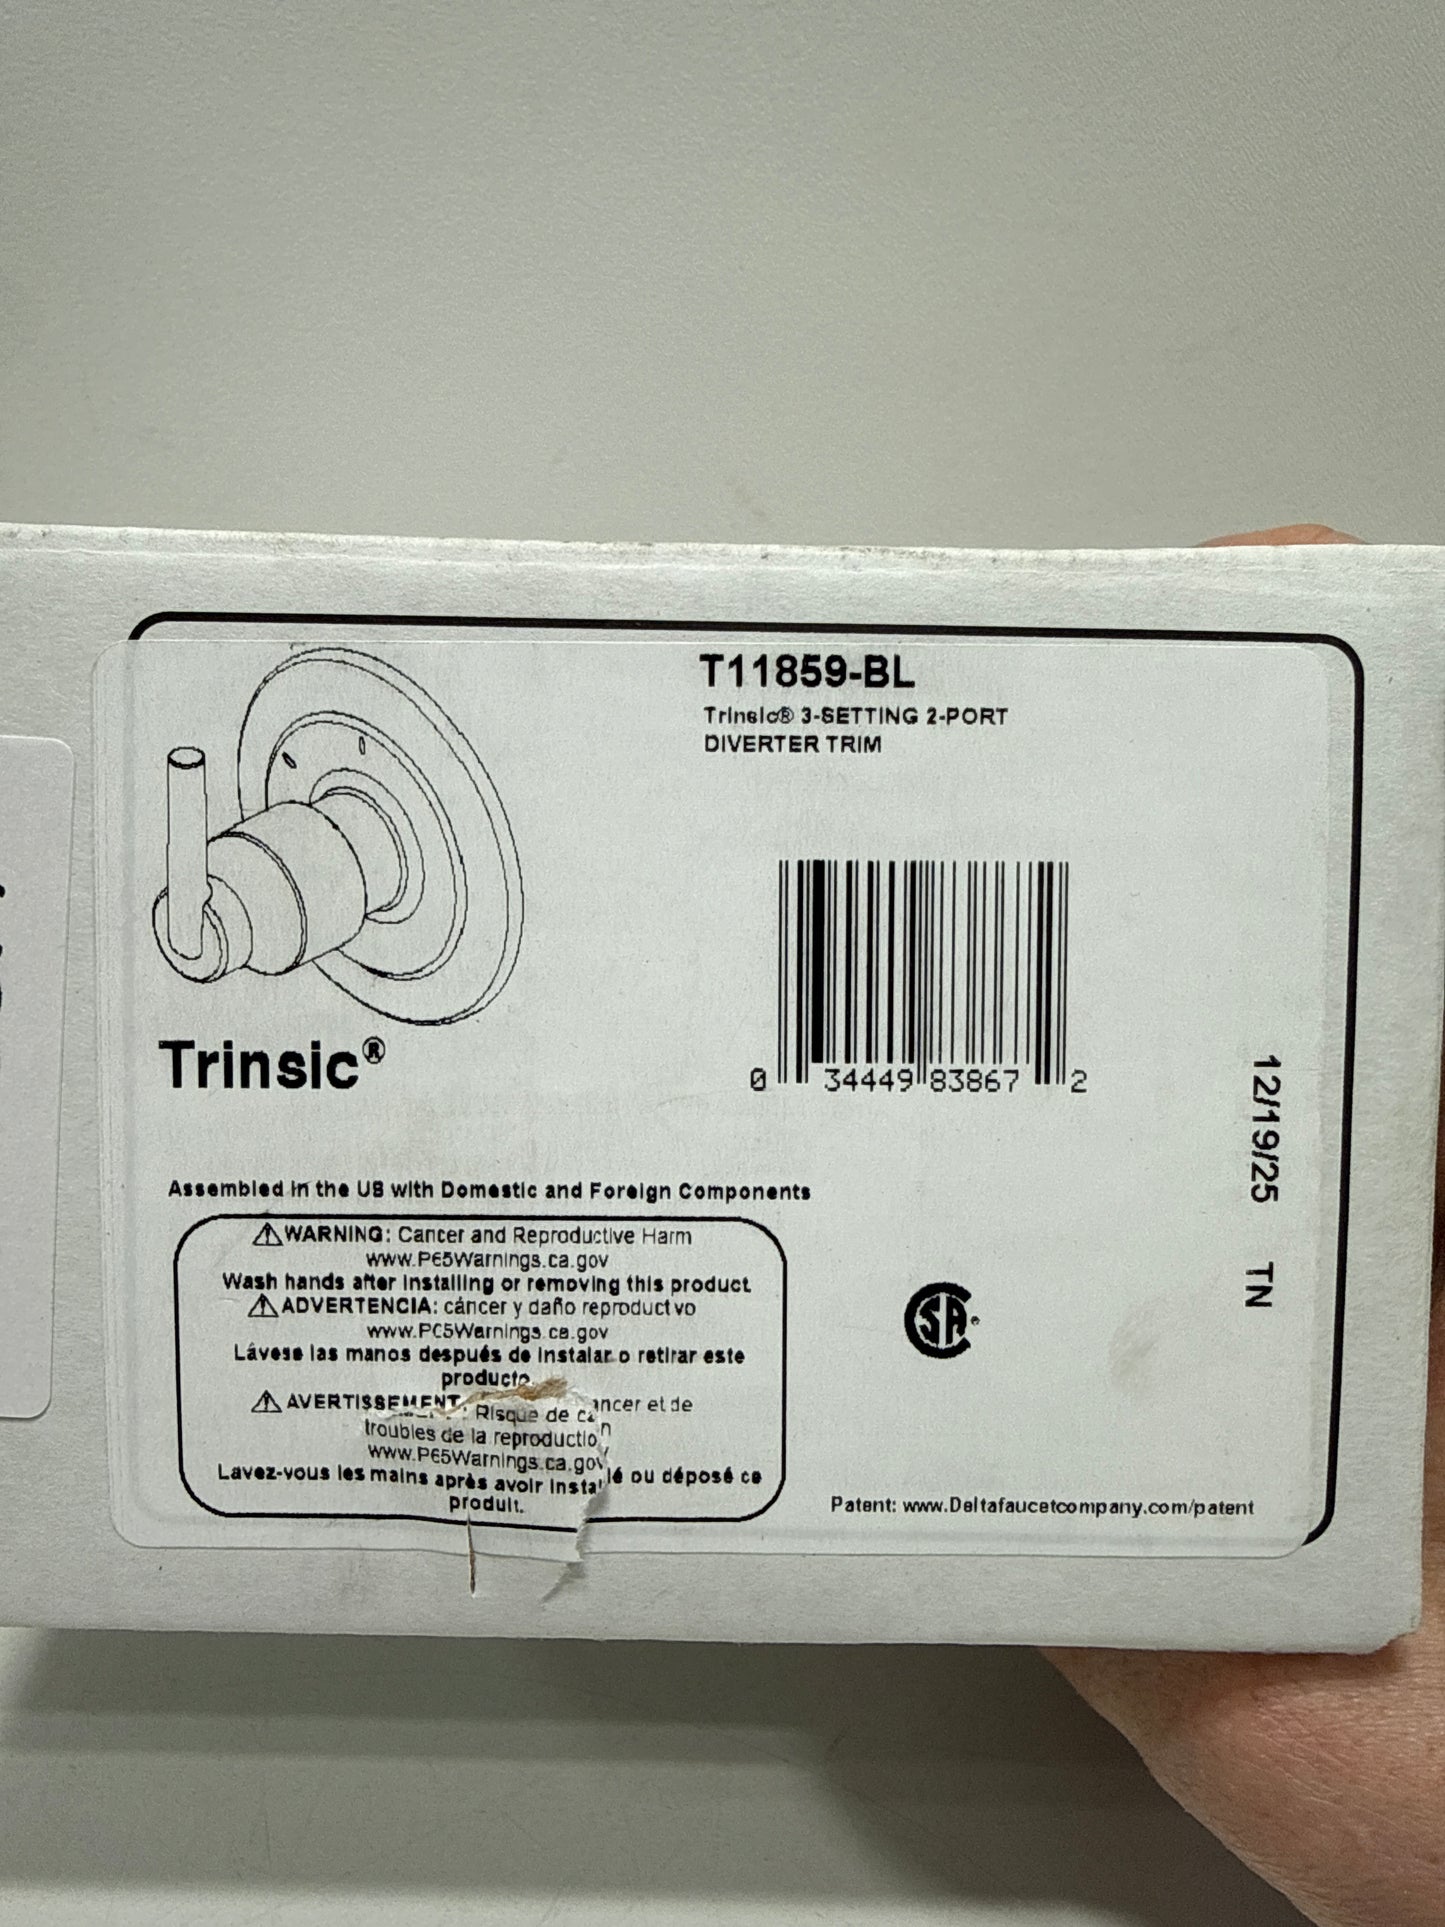 T11859-BL
Trinsic® 3-SETTING 2-PORT
DIVERTER TRIM
Trinsic®
0 34449 83867 2
12/19/25 TN
Assembled in the US with Domestic and Foreign Components
⚠WARNING: Cancer and Reproductive Harm
www.P65Warnings.ca.gov
Wash hands after installing or removing this product.
⚠ADVERTENCIA: cáncer y daño reproductivo
www.P65Warnings.ca.gov
Lávese las manos después de instalar o retirar este
producto.
⚠AVERTISSEMENT: Risque de cancer et de
troubles de la reproduction
www.P65Warnings.ca.gov
Lavez-vous les mains après avoir installé ou déposé ce
produit.
CSA®
Patent: www.Deltafaucetcompany.com/patent